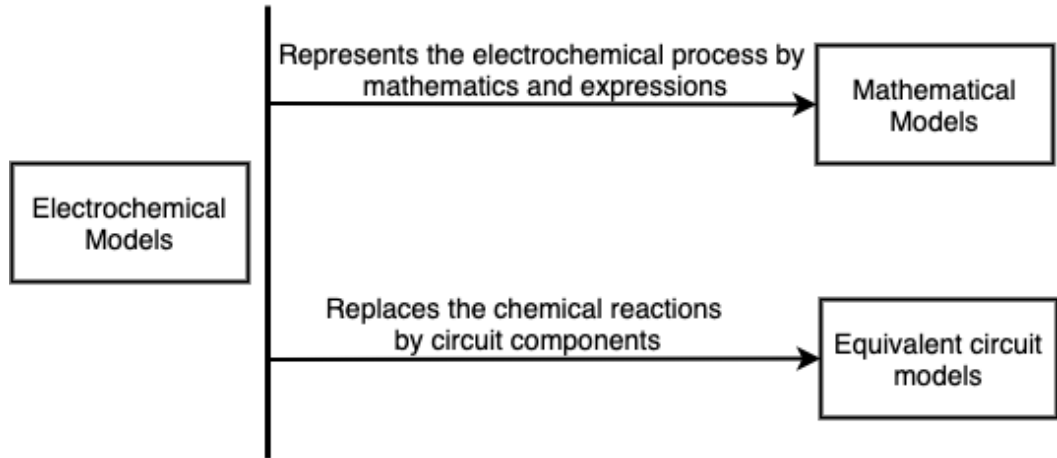 Represents the electrochemical process by
mathematics and expressions
Mathematical
Models
Electrochemical
Models
Replaces the chemical reactions
by circuit components
Equivalent circuit
models